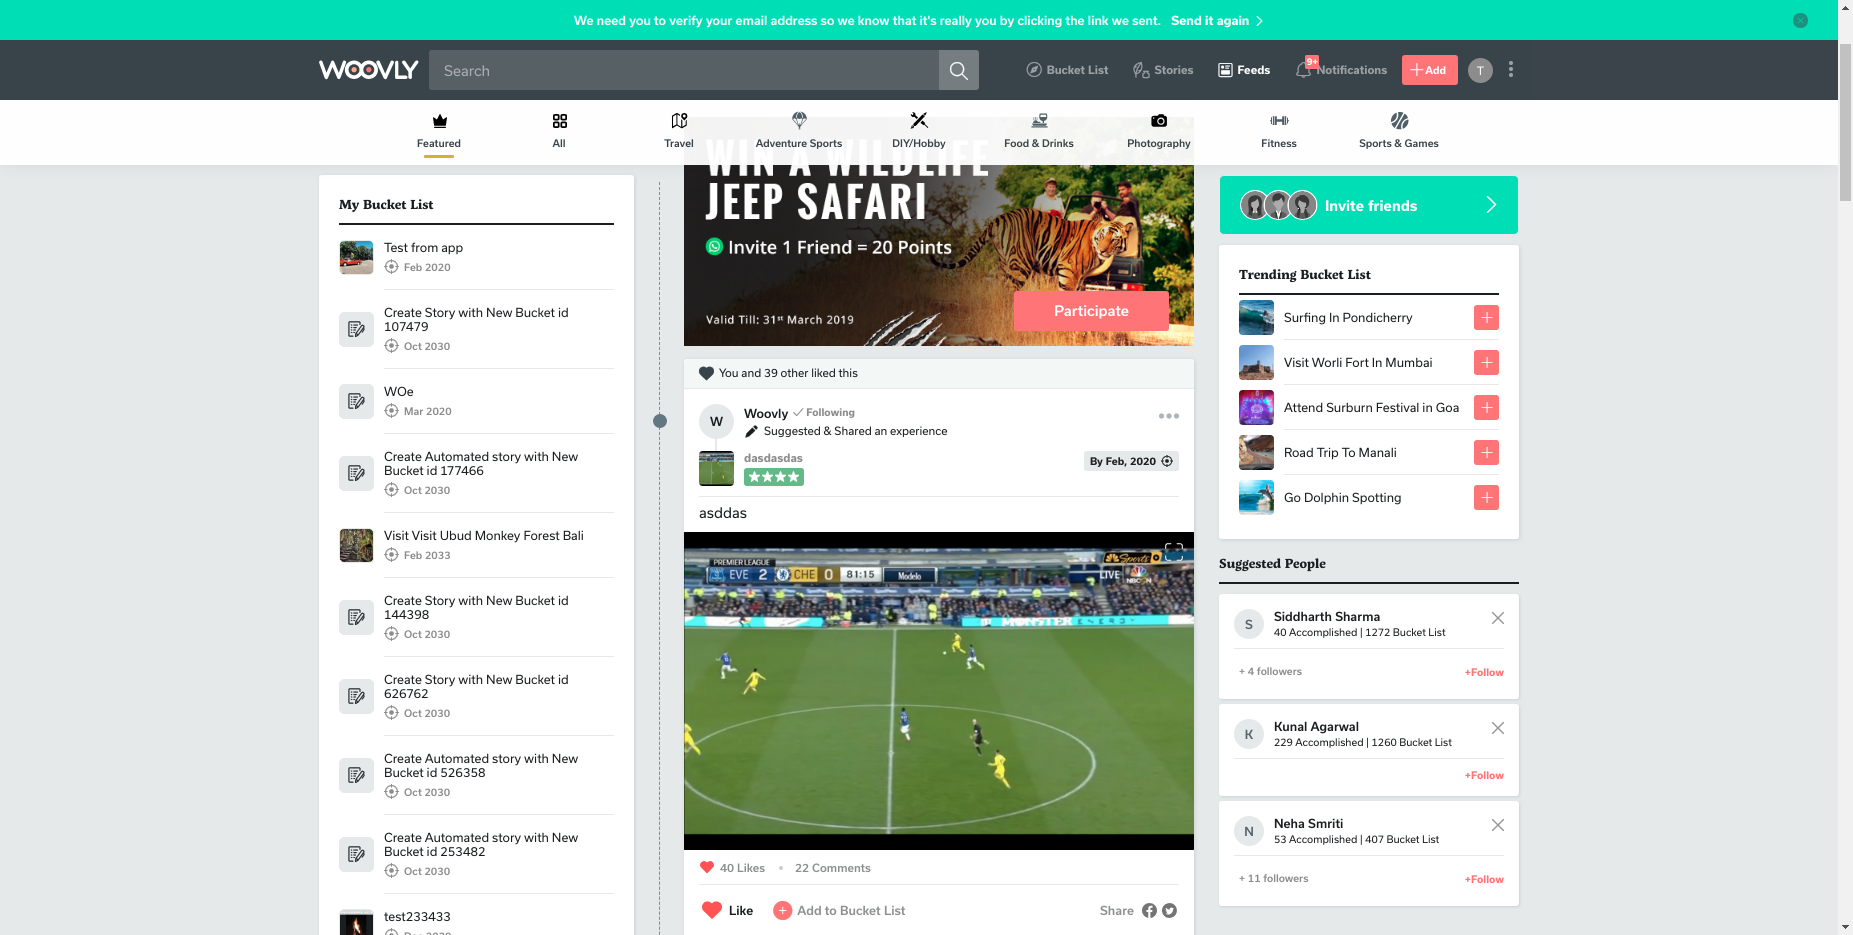 We need you to verify your email address so we know that it's really you by clicking the link we sent. Send it again
WOOVLY
Search
Bucket List
Stories
Feeds
9+
Notifications
+Add
T
Featured
All
Travel
Adventure Sports
DIY/Hobby
Food & Drinks
Photography
Fitness
Sports & Games
My Bucket List
Test from app
Feb 2020
Create Story with New Bucket id
107479
Oct 2030
WOe
Mar 2020
Create Automated story with New
Bucket id 177466
Oct 2030
Visit Visit Ubud Monkey Forest Bali
Feb 2033
Create Story with New Bucket id
144398
Oct 2030
Create Story with New Bucket id
626762
Oct 2030
Create Automated story with New
Bucket id 526358
Oct 2030
Create Automated story with New
Bucket id 253482
Oct 2030
test233433
WIN A WILDLIFE
JEEP SAFARI
Invite 1 Friend = 20 Points
Participate
Valid Till: 31st March 2019
You and 39 other liked this
W
Woovly Following
Suggested & Shared an experience
dasdasdas
By Feb, 2020
asddas
PREMIER LEAGUE
EVE 2 CHE 0 81:15 Modelo
Sports
LIVE
NBCSN
MONSTER ENERGY
40 Likes
22 Comments
Like
Add to Bucket List
Share
Invite friends
Trending Bucket List
Surfing In Pondicherry
Visit Worli Fort In Mumbai
Attend Surburn Festival in Goa
Road Trip To Manali
Go Dolphin Spotting
Suggested People
S
Siddharth Sharma
40 Accomplished | 1272 Bucket List
+ 4 followers
+Follow
K
Kunal Agarwal
229 Accomplished | 1260 Bucket List
+Follow
N
Neha Smriti
53 Accomplished | 407 Bucket List
+ 11 followers
+Follow